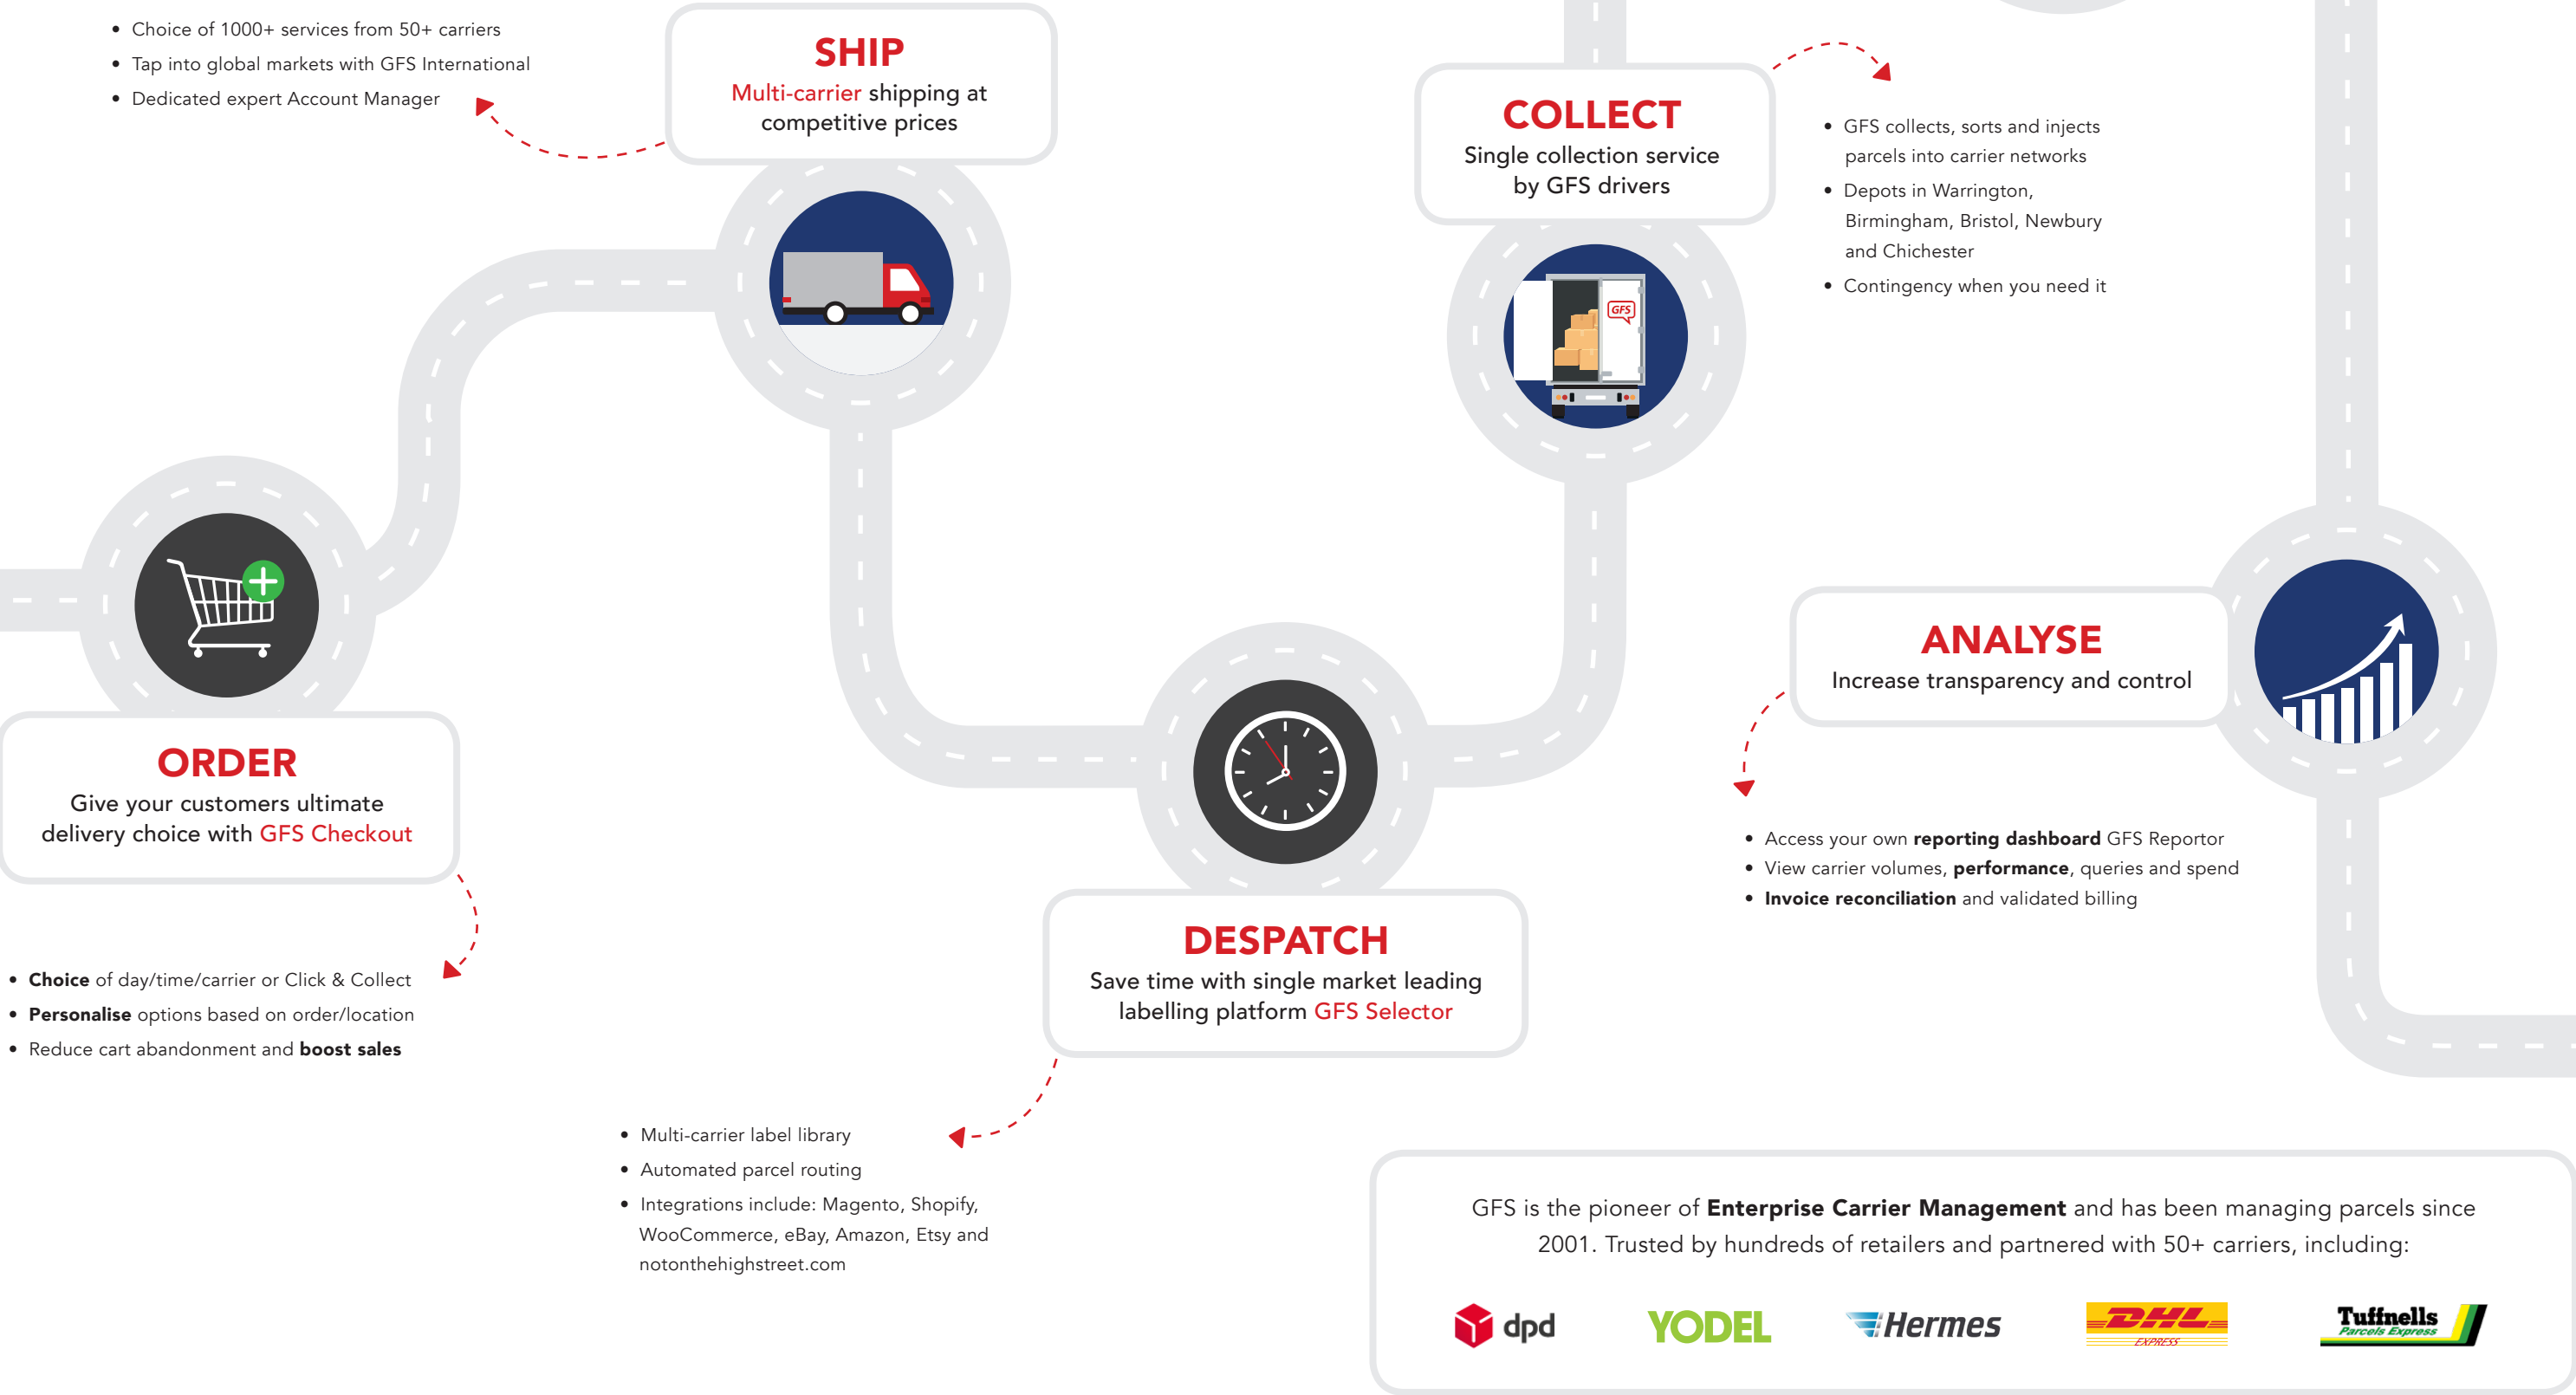 • Choice of 1000+ services from 50+ carriers
• Tap into global markets with GFS International
• Dedicated expert Account Manager
SHIP
Multi-carrier shipping at
competitive prices
COLLECT
Single collection service
by GFS drivers
• GFS collects, sorts and injects
parcels into carrier networks
• Depots in Warrington,
Birmingham, Bristol, Newbury
and Chichester
• Contingency when you need it
GFS
ORDER
Give your customers ultimate
delivery choice with GFS Checkout
• Choice of day/time/carrier or Click & Collect
• Personalise options based on order/location
• Reduce cart abandonment and boost sales
DESPATCH
Save time with single market leading
labelling platform GFS Selector
• Multi-carrier label library
• Automated parcel routing
• Integrations include: Magento, Shopify,
WooCommerce, eBay, Amazon, Etsy and
notonthehighstreet.com
ANALYSE
Increase transparency and control
• Access your own reporting dashboard GFS Reportor
• View carrier volumes, performance, queries and spend
• Invoice reconciliation and validated billing
GFS is the pioneer of Enterprise Carrier Management and has been managing parcels since
2001. Trusted by hundreds of retailers and partnered with 50+ carriers, including:
dpd
YODEL
Hermes
DHL
EXPRESS
Tuffnells
Parcels Express